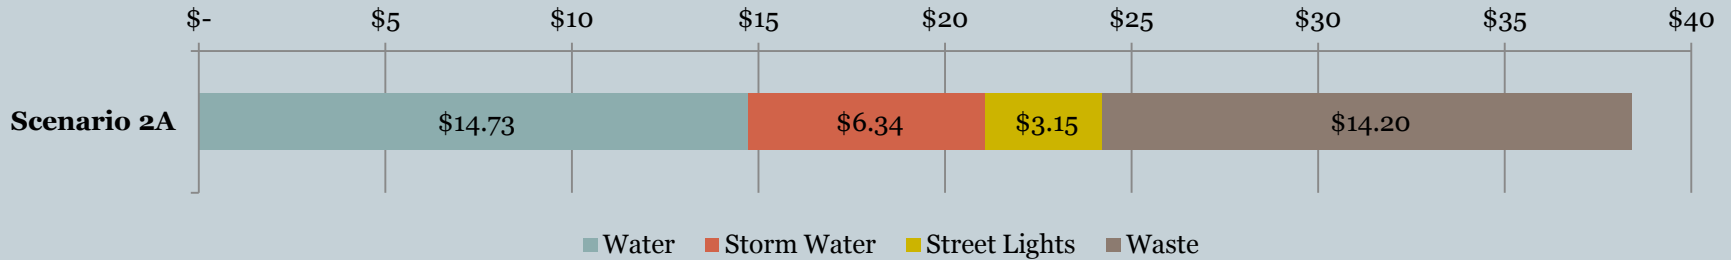 $- $5 $10 $15 $20 $25 $30 $35 $40
Scenario 2A $14.73 $6.34 $3.15 $14.20
Water Storm Water Street Lights Waste